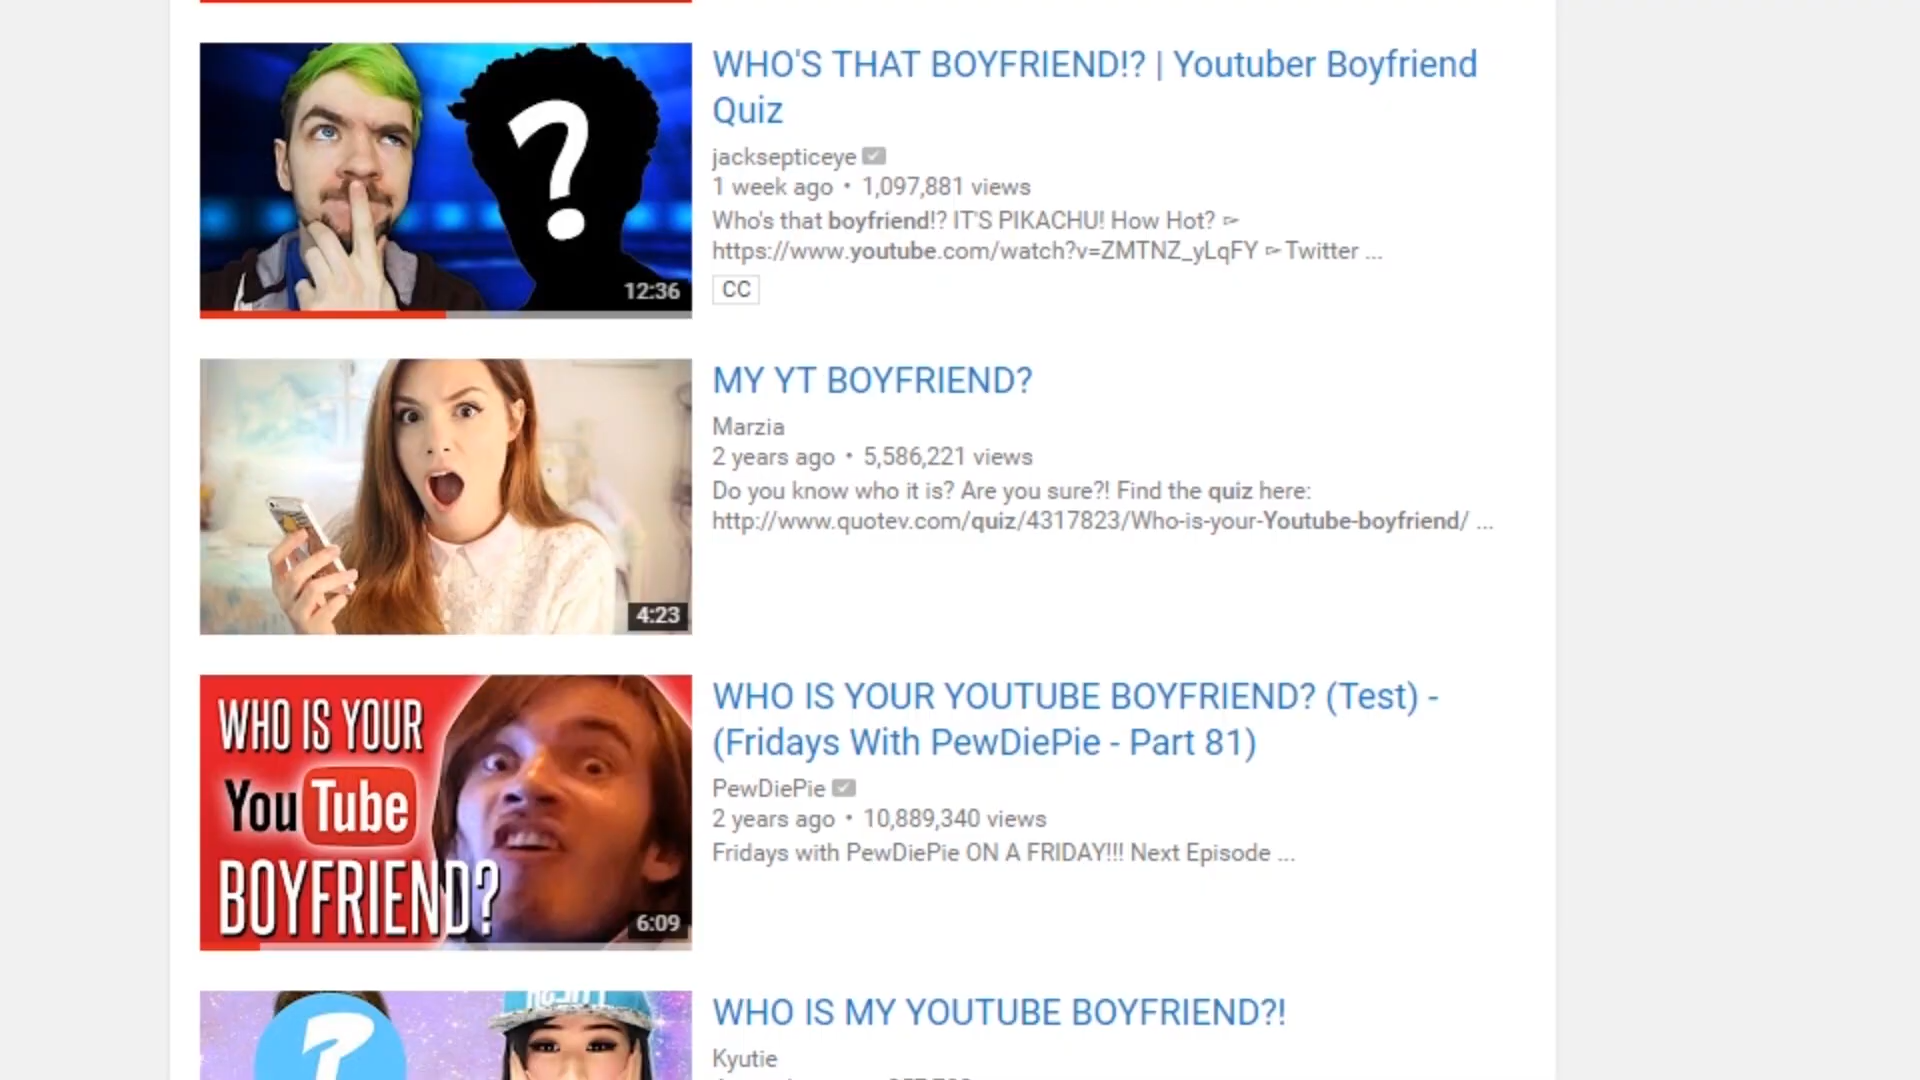 WHO'S THAT BOYFRIEND!? | Youtuber Boyfriend
Quiz
jacksepticeye
1 week ago • 1,097,881 views
Who's that boyfriend!? IT'S PIKACHU! How Hot? ►
https://www.youtube.com/watch?v=ZMTNZ_yLqFY ► Twitter ...
CC
?
12:36
MY YT BOYFRIEND?
Marzia
2 years ago • 5,586,221 views
Do you know who it is? Are you sure?! Find the quiz here:
http://www.quotev.com/quiz/4317823/Who-is-your-Youtube-boyfriend/ ...
4:23
WHO IS YOUR YOUTUBE BOYFRIEND? (Test) -
(Fridays With PewDiePie - Part 81)
PewDiePie
2 years ago • 10,889,340 views
Fridays with PewDiePie ON A FRIDAY!!! Next Episode ...
WHO IS YOUR
YouTube
BOYFRIEND?
6:09
WHO IS MY YOUTUBE BOYFRIEND?!
Kyutie
?